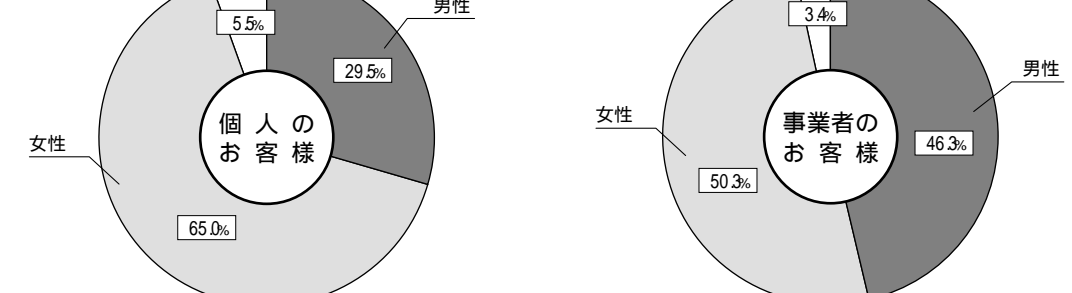 男性
5.5%
29.5%
個人の
お客様
女性
65.0%
3.4%
男性
女性
事業者の
お客様
46.3%
50.3%